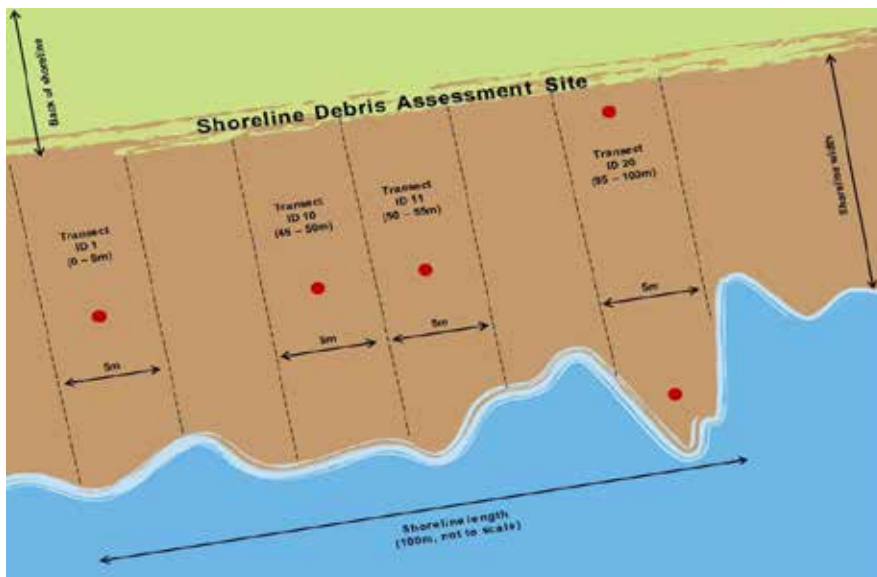 Back of shoreline
Shoreline Debris Assessment Site
Shoreline width
Transect
ID 1
(0 – 5m)
Transect
ID 10
(45 – 50m)
Transect
ID 11
(50 – 55m)
Transect
ID 20
(95 – 100m)
5m
5m
5m
5m
Shoreline length
(100m, not to scale)